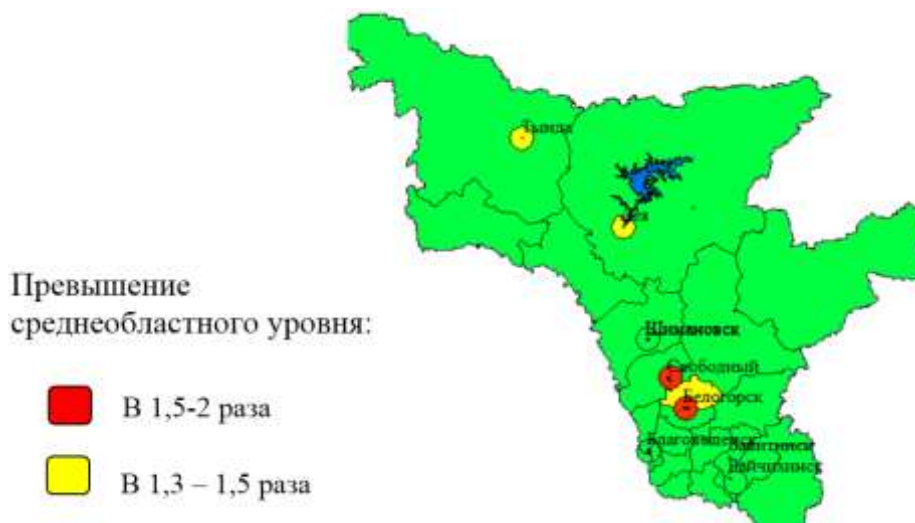 Тында
Зея
Превышение
среднеобластного уровня:
Шимановск
Свободный
Белогорск
В 1,5-2 раза
Благовещенск
Завитинск
Райчихинск
В 1,3 – 1,5 раза